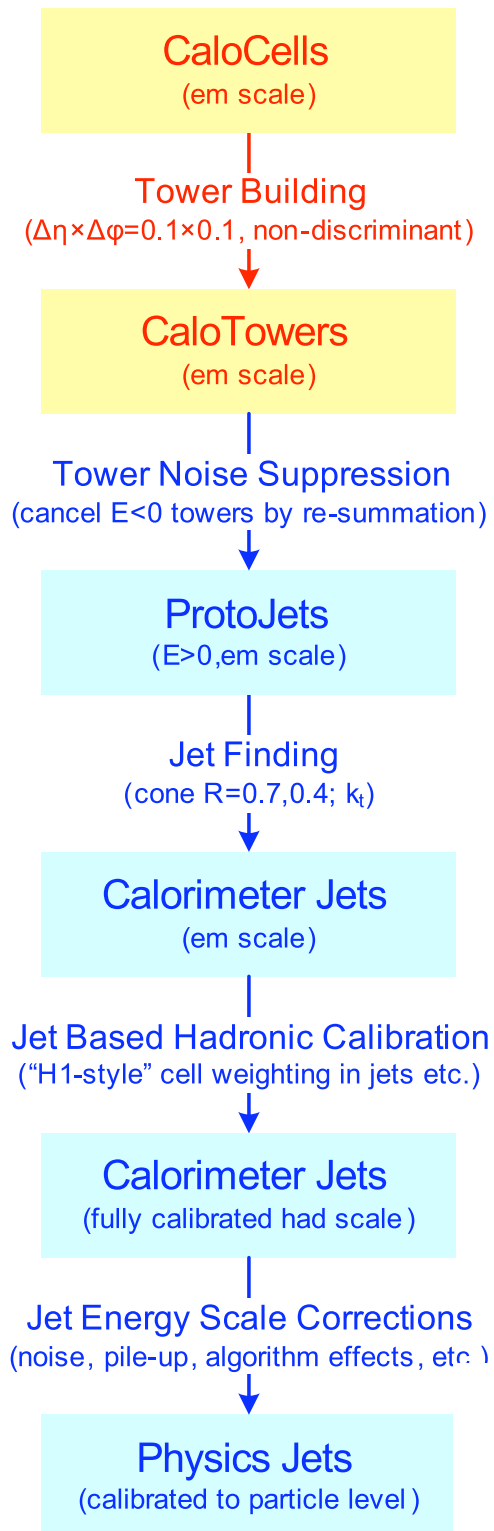 CaloCells
(em scale)
Tower Building
(Δη×Δφ=0.1×0.1, non-discriminant)
CaloTowers
(em scale)
Tower Noise Suppression
(cancel E<0 towers by re-summation)
ProtoJets
(E>0,em scale)
Jet Finding
(cone R=0.7,0.4; kₜ)
Calorimeter Jets
(em scale)
Jet Based Hadronic Calibration
(“H1-style” cell weighting in jets etc.)
Calorimeter Jets
(fully calibrated had scale)
Jet Energy Scale Corrections
(noise, pile-up, algorithm effects, etc.)
Physics Jets
(calibrated to particle level)